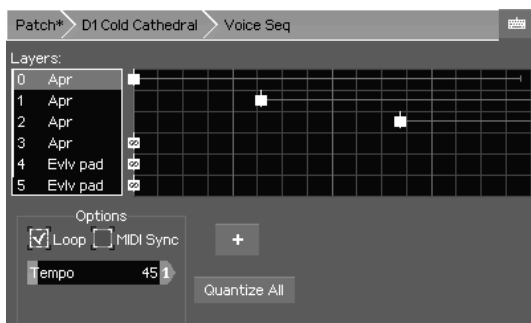 Patch* D1 Cold Cathedral Voice Seq
Layers:
0 Apr
1 Apr
2 Apr
3 Apr
4 Evlv pad
5 Evlv pad
Options
Loop MIDI Sync +
Tempo 45 1
Quantize All